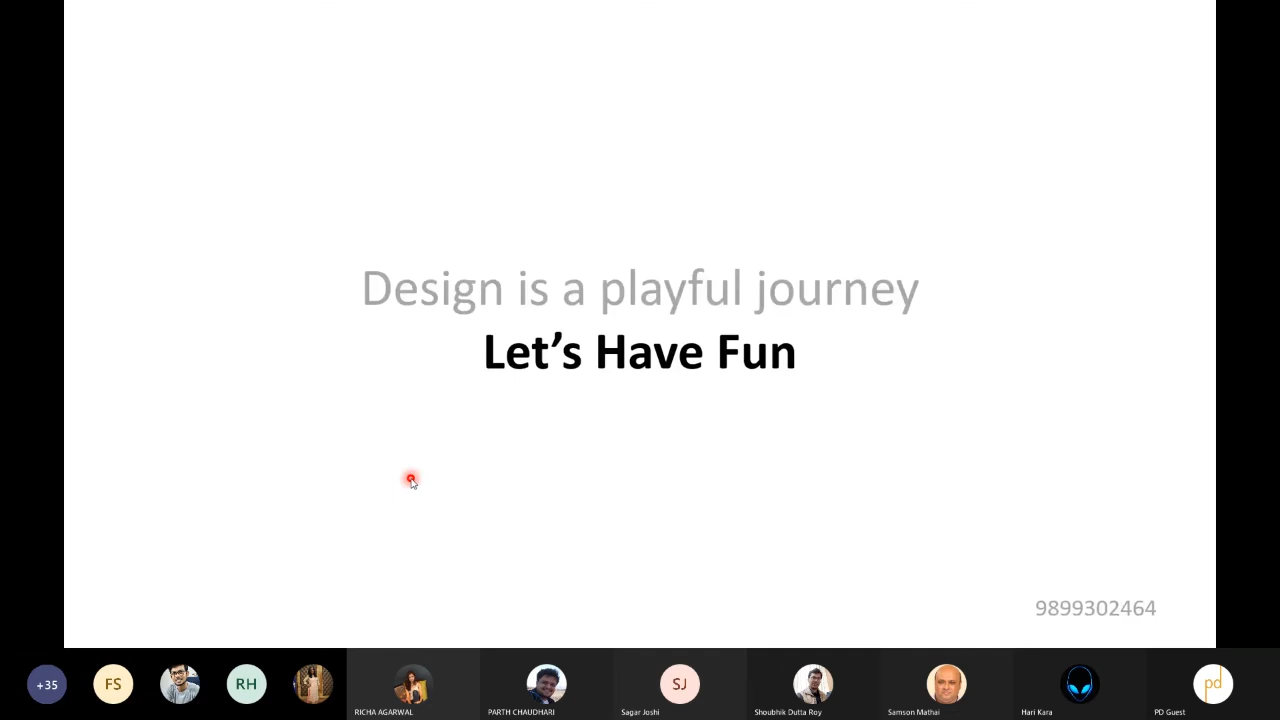 Design is a playful journey
Let's Have Fun
9899302464
+35
FS
RH
SJ
pd
RICHA AGARWAL
PARTH CHAUDHARI
Sagar Joshi
Shoubhik Dutta Roy
Samson Mathai
Hari Kara
PD Guest